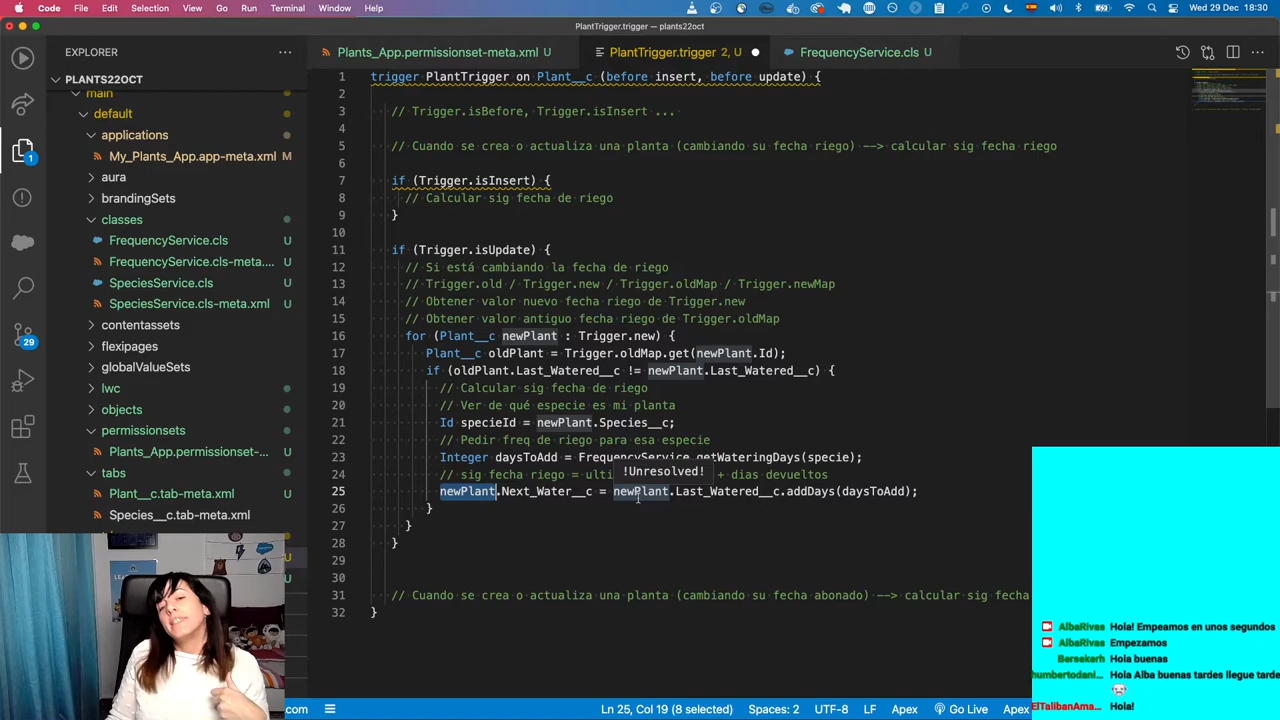 Code File Edit Selection View Go Run Terminal Window Help
Wed 29 Dec 18:30
PlantTrigger.trigger — plants22oct
EXPLORER
PLANTS22OCT
main
default
applications
My_Plants_App.app-meta.xml M
aura
brandingSets
classes
FrequencyService.cls U
FrequencyService.cls-meta.... U
SpeciesService.cls U
SpeciesService.cls-meta.xml U
contentassets
flexipages
globalValueSets
lwc
objects
permissionsets
Plants_App.permissionset-... U
tabs
Plant__c.tab-meta.xml U
Species__c.tab-meta.xml U
1
29
Plants_App.permissionset-meta.xml U
PlantTrigger.trigger 2, U
FrequencyService.cls U
1 trigger PlantTrigger on Plant__c (before insert, before update) {
2
3 // Trigger.isBefore, Trigger.isInsert ...
4
5 // Cuando se crea o actualiza una planta (cambiando su fecha riego) --> calcular sig fecha riego
6
7 if (Trigger.isInsert) {
8 // Calcular sig fecha de riego
9 }
10
11 if (Trigger.isUpdate) {
12 // Si está cambiando la fecha de riego
13 // Trigger.old / Trigger.new / Trigger.oldMap / Trigger.newMap
14 // Obtener valor nuevo fecha riego de Trigger.new
15 // Obtener valor antiguo fecha riego de Trigger.oldMap
16 for (Plant__c newPlant : Trigger.new) {
17 Plant__c oldPlant = Trigger.oldMap.get(newPlant.Id);
18 if (oldPlant.Last_Watered__c != newPlant.Last_Watered__c) {
19 // Calcular sig fecha de riego
20 // Ver de qué especie es mi planta
21 Id specieId = newPlant.Species__c;
22 // Pedir freq de riego para esa especie
23 Integer daysToAdd = FrequencyService.getWateringDays(specie);
24 // sig fecha riego = ulti + dias devueltos
!Unresolved!
25 newPlant.Next_Water__c = newPlant.Last_Watered__c.addDays(daysToAdd);
26 }
27 }
28 }
29
30
31 // Cuando se crea o actualiza una planta (cambiando su fecha abonado) --> calcular sig fecha
32 }
AlbaRivas Hola! Empeamos en unos segundos
AlbaRivas Empezamos
Bersekerh Hola buenas
humbertodani... Hola Alba buenas tardes llegue tarde
ElTalibanAma... Hola!
.com
Ln 25, Col 19 (8 selected) Spaces: 2 UTF-8 LF Apex Go Live Apex